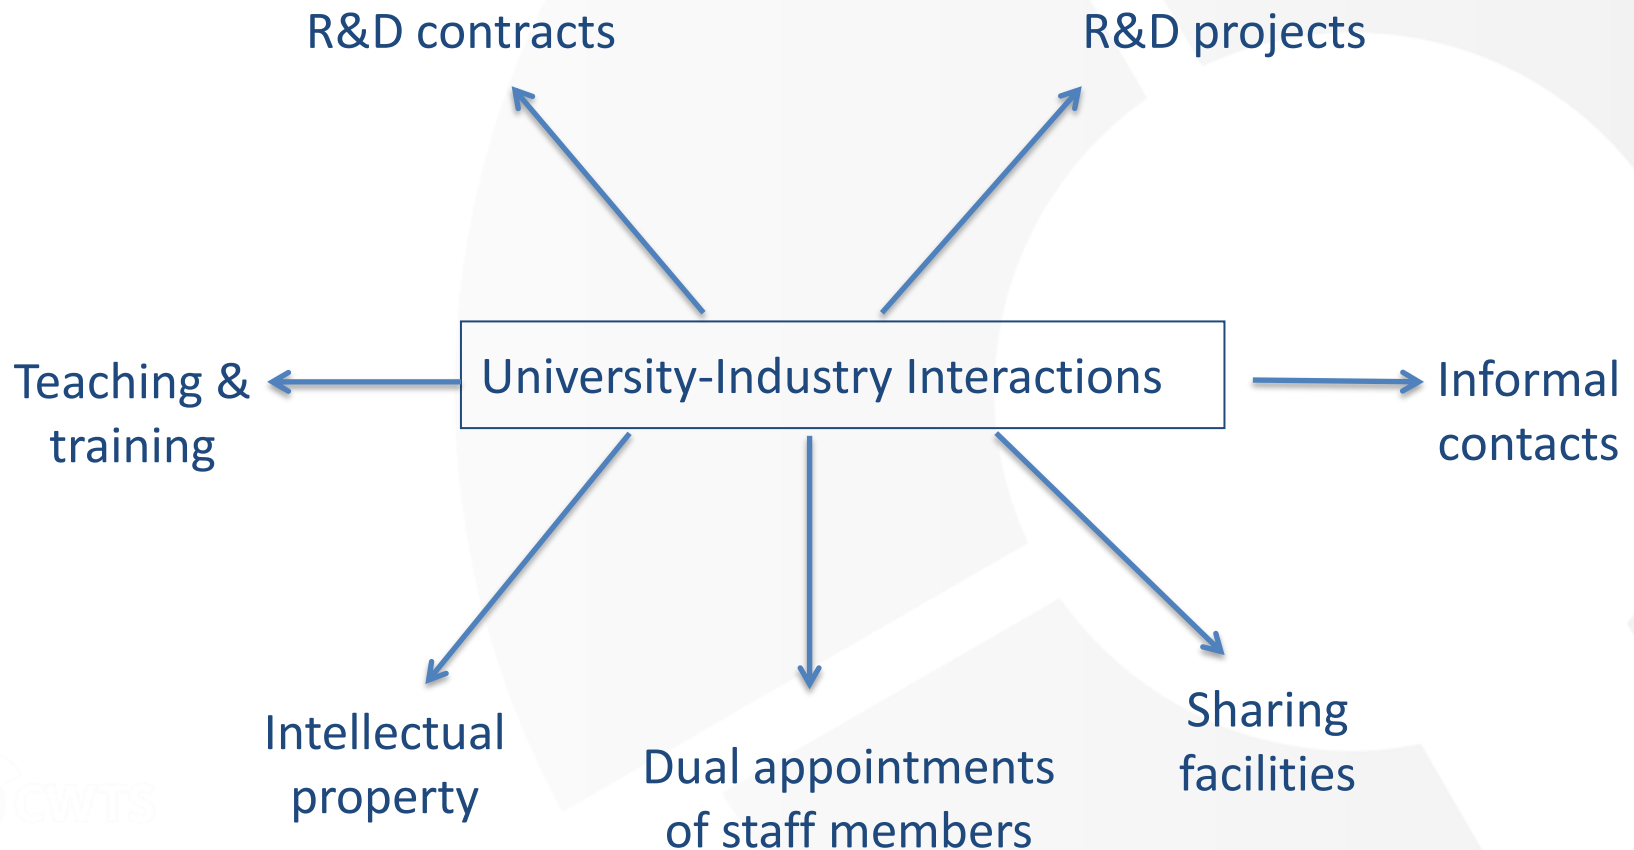 R&D contracts
R&D projects
University-Industry Interactions
Teaching &
training
Informal
contacts
Intellectual
property
Dual appointments
of staff members
Sharing
facilities
CWTS